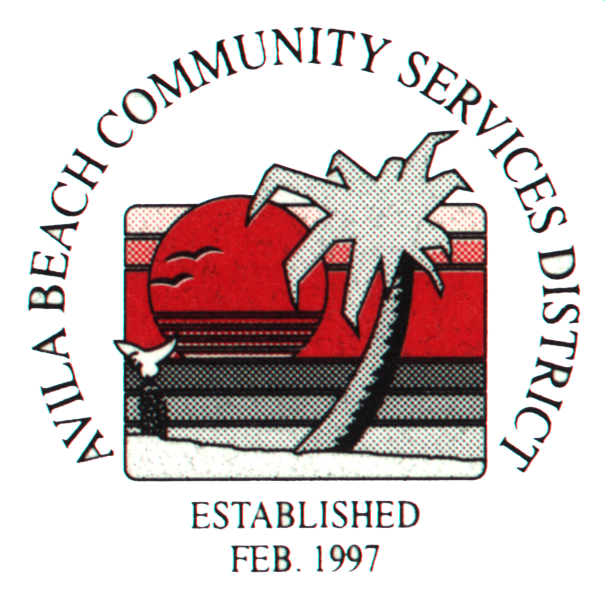 AVILA BEACH COMMUNITY SERVICES DISTRICT
ESTABLISHED
FEB. 1997